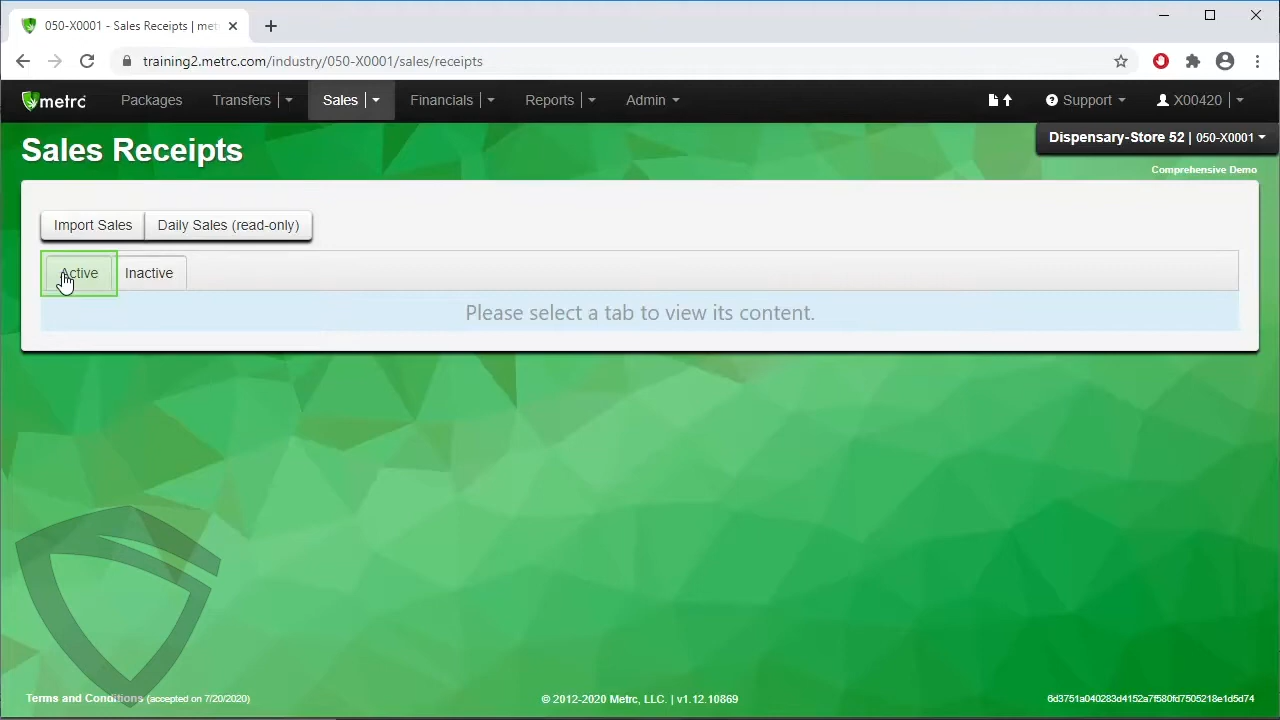 050-X0001 - Sales Receipts | met
training2.metrc.com/industry/050-X0001/sales/receipts
metrc Packages Transfers Sales Financials Reports Admin Support X00420
Sales Receipts
Dispensary-Store 52 | 050-X0001
Comprehensive Demo
Import Sales Daily Sales (read-only)
Active Inactive
Please select a tab to view its content.
Terms and Conditions (accepted on 7/20/2020) © 2012-2020 Metrc, LLC. | v1.12.10869 6d3751a040283d4152a7f580fd7505218e1d5d74